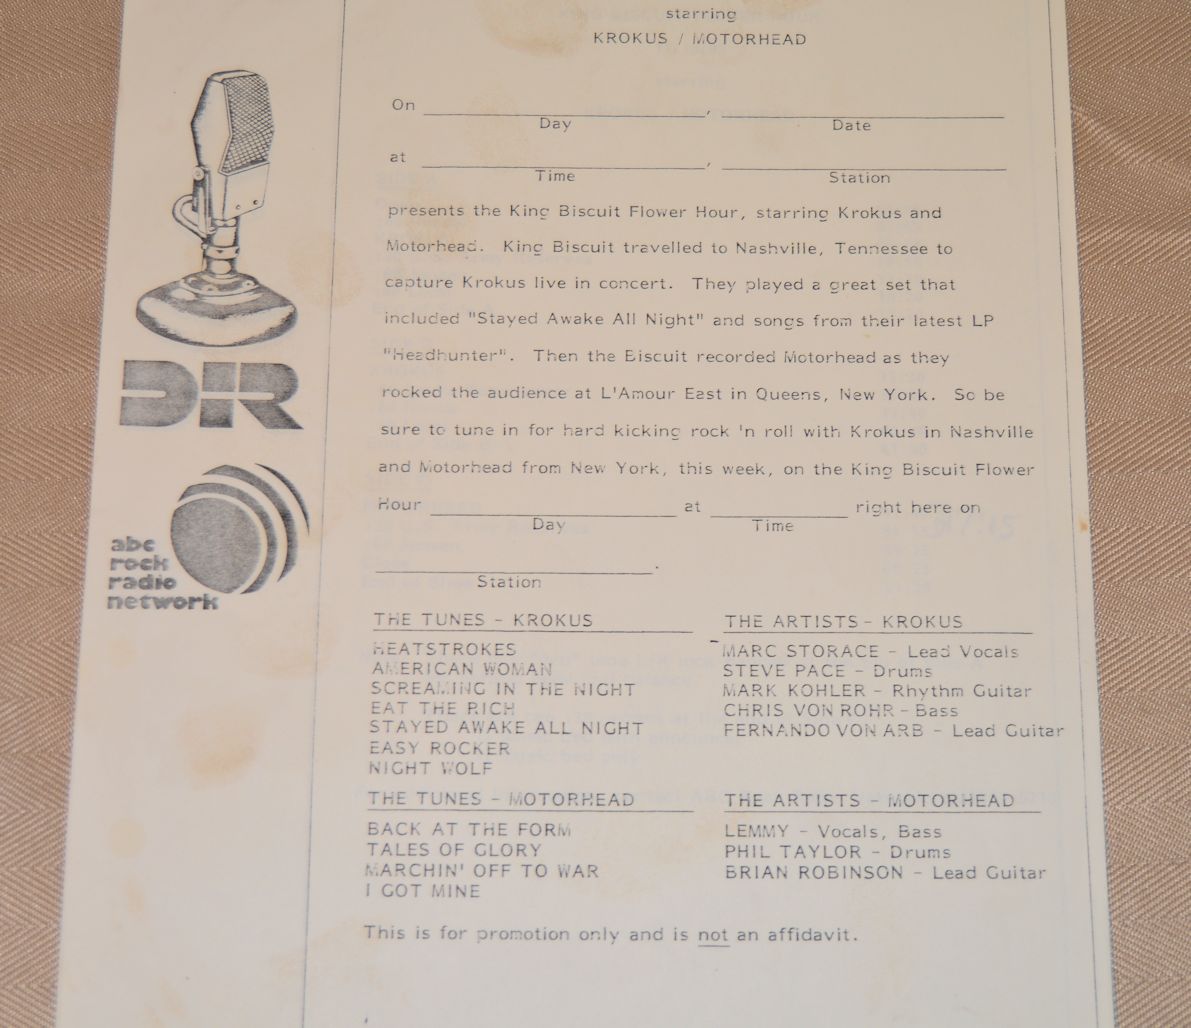 starring
KROKUS / MOTORHEAD
On ____, ____
Day Date
at ____, ____
Time Station
presents the King Biscuit Flower Hour, starring Krokus and
Motorhead. King Biscuit travelled to Nashville, Tennessee to
capture Krokus live in concert. They played a great set that
included "Stayed Awake All Night" and songs from their latest LP
"Headhunter". Then the Biscuit recorded Motorhead as they
rocked the audience at L'Amour East in Queens, New York. So be
sure to tune in for hard kicking rock 'n roll with Krokus in Nashville
and Motorhead from New York, this week, on the King Biscuit Flower
Hour ____ at ____ right here on
Day Time
____.
Station
DIR
abc
rock
radio
network
THE TUNES - KROKUS
HEATSTROKES
AMERICAN WOMAN
SCREAMING IN THE NIGHT
EAT THE RICH
STAYED AWAKE ALL NIGHT
EASY ROCKER
NIGHT WOLF
THE ARTISTS - KROKUS
MARC STORACE - Lead Vocals
STEVE PACE - Drums
MARK KOHLER - Rhythm Guitar
CHRIS VON ROHR - Bass
FERNANDO VON ARB - Lead Guitar
THE TUNES - MOTORHEAD
BACK AT THE FORM
TALES OF GLORY
MARCHIN' OFF TO WAR
I GOT MINE
THE ARTISTS - MOTORHEAD
LEMMY - Vocals, Bass
PHIL TAYLOR - Drums
BRIAN ROBINSON - Lead Guitar
This is for promotion only and is not an affidavit.